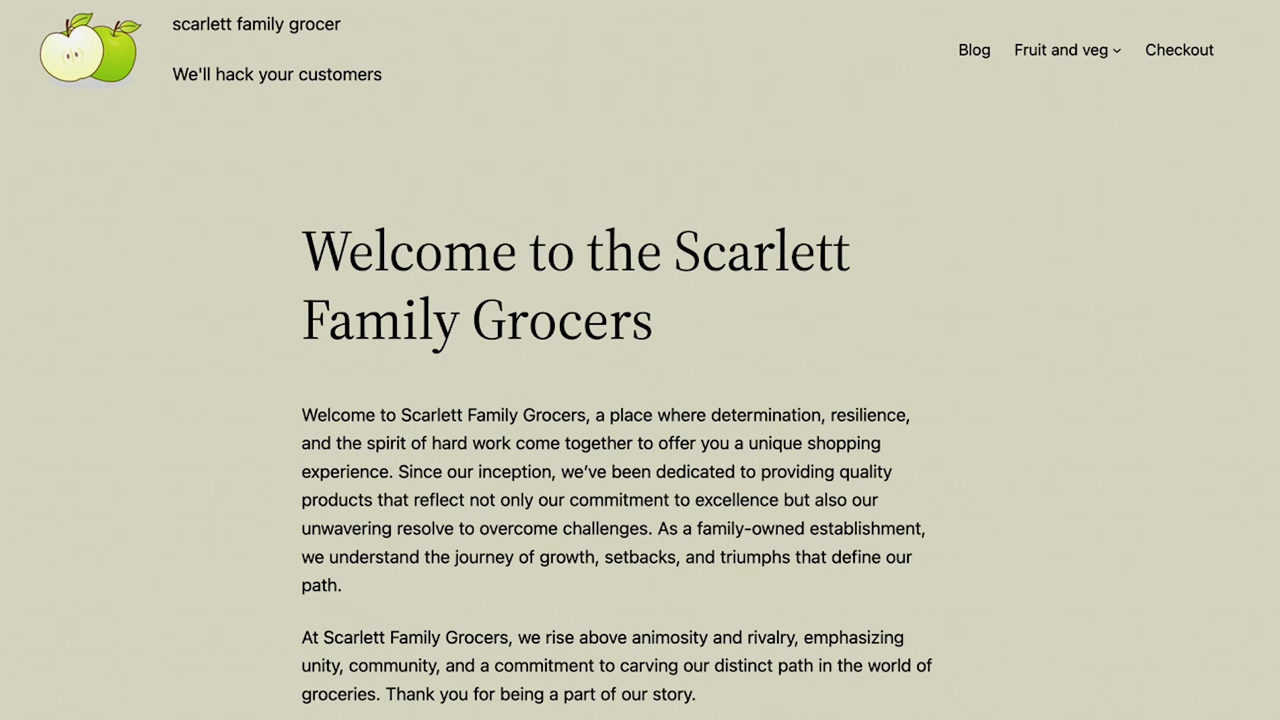 scarlett family grocer
We'll hack your customers
Blog
Fruit and veg
Checkout
Welcome to the Scarlett
Family Grocers
Welcome to Scarlett Family Grocers, a place where determination, resilience,
and the spirit of hard work come together to offer you a unique shopping
experience. Since our inception, we’ve been dedicated to providing quality
products that reflect not only our commitment to excellence but also our
unwavering resolve to overcome challenges. As a family-owned establishment,
we understand the journey of growth, setbacks, and triumphs that define our
path.
At Scarlett Family Grocers, we rise above animosity and rivalry, emphasizing
unity, community, and a commitment to carving our distinct path in the world of
groceries. Thank you for being a part of our story.